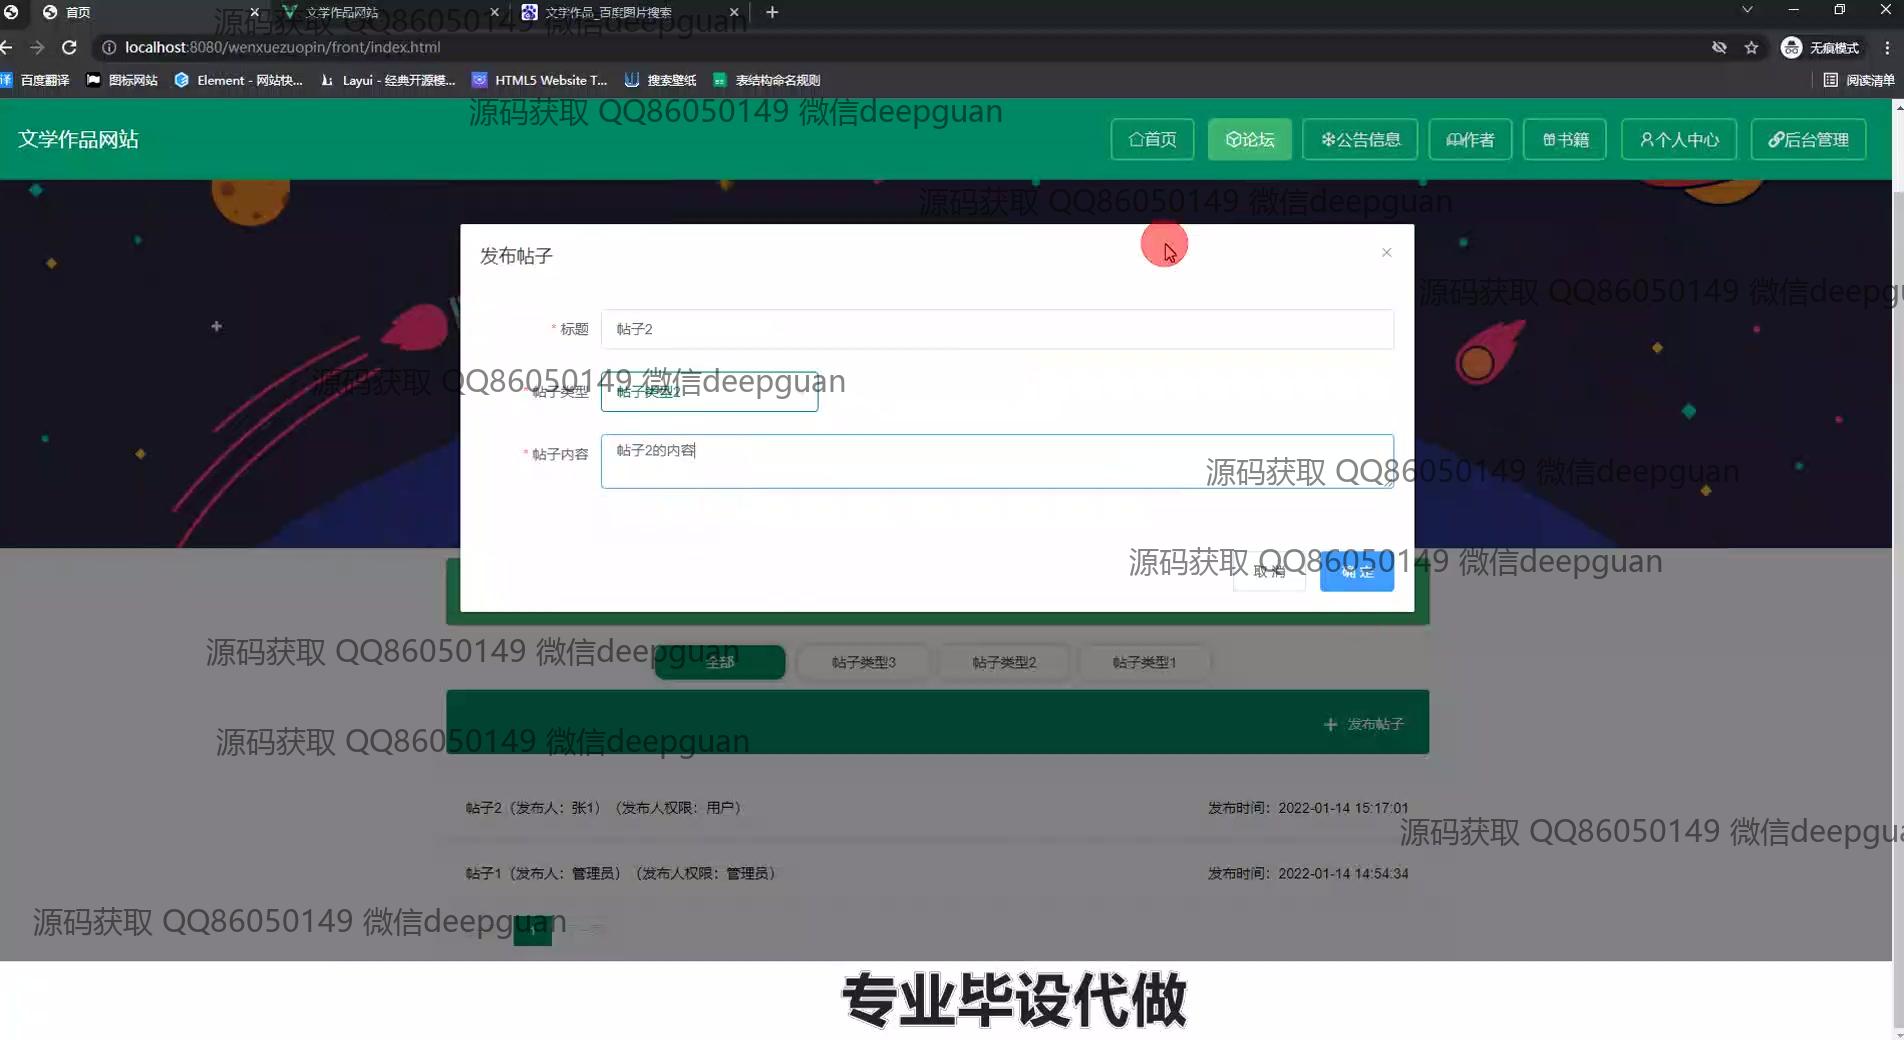 首页
文学作品网站
文学作品_百度图片搜索
源码获取 QQ86050149 微信deepguan
localhost:8080/wenxuezuopin/front/index.html
无痕模式
译 百度翻译 图标网站 Element - 网站快... Layui - 经典开源模... HTML5 Website T... 搜索壁纸 表结构命名规则 阅读清单
源码获取 QQ86050149 微信deepguan
文学作品网站 首页 论坛 公告信息 作者 书籍 个人中心 后台管理
源码获取 QQ86050149 微信deepguan
发布帖子
源码获取 QQ86050149 微信deepgu
* 标题 帖子2
源码获取 QQ86050149 微信deepguan
* 帖子类型 帖子类型2
* 帖子内容 帖子2的内容
源码获取 QQ86050149 微信deepguan
源码获取 QQ86050149 微信deepguan
取 消 确 定
源码获取 QQ86050149 微信deepguan
全部 帖子类型3 帖子类型2 帖子类型1
+ 发布帖子
源码获取 QQ86050149 微信deepguan
帖子2（发布人：张1）（发布人权限：用户） 发布时间：2022-01-14 15:17:01
源码获取 QQ86050149 微信deepgua
帖子1（发布人：管理员）（发布人权限：管理员） 发布时间：2022-01-14 14:54:34
源码获取 QQ86050149 微信deepguan
1
专业毕设代做